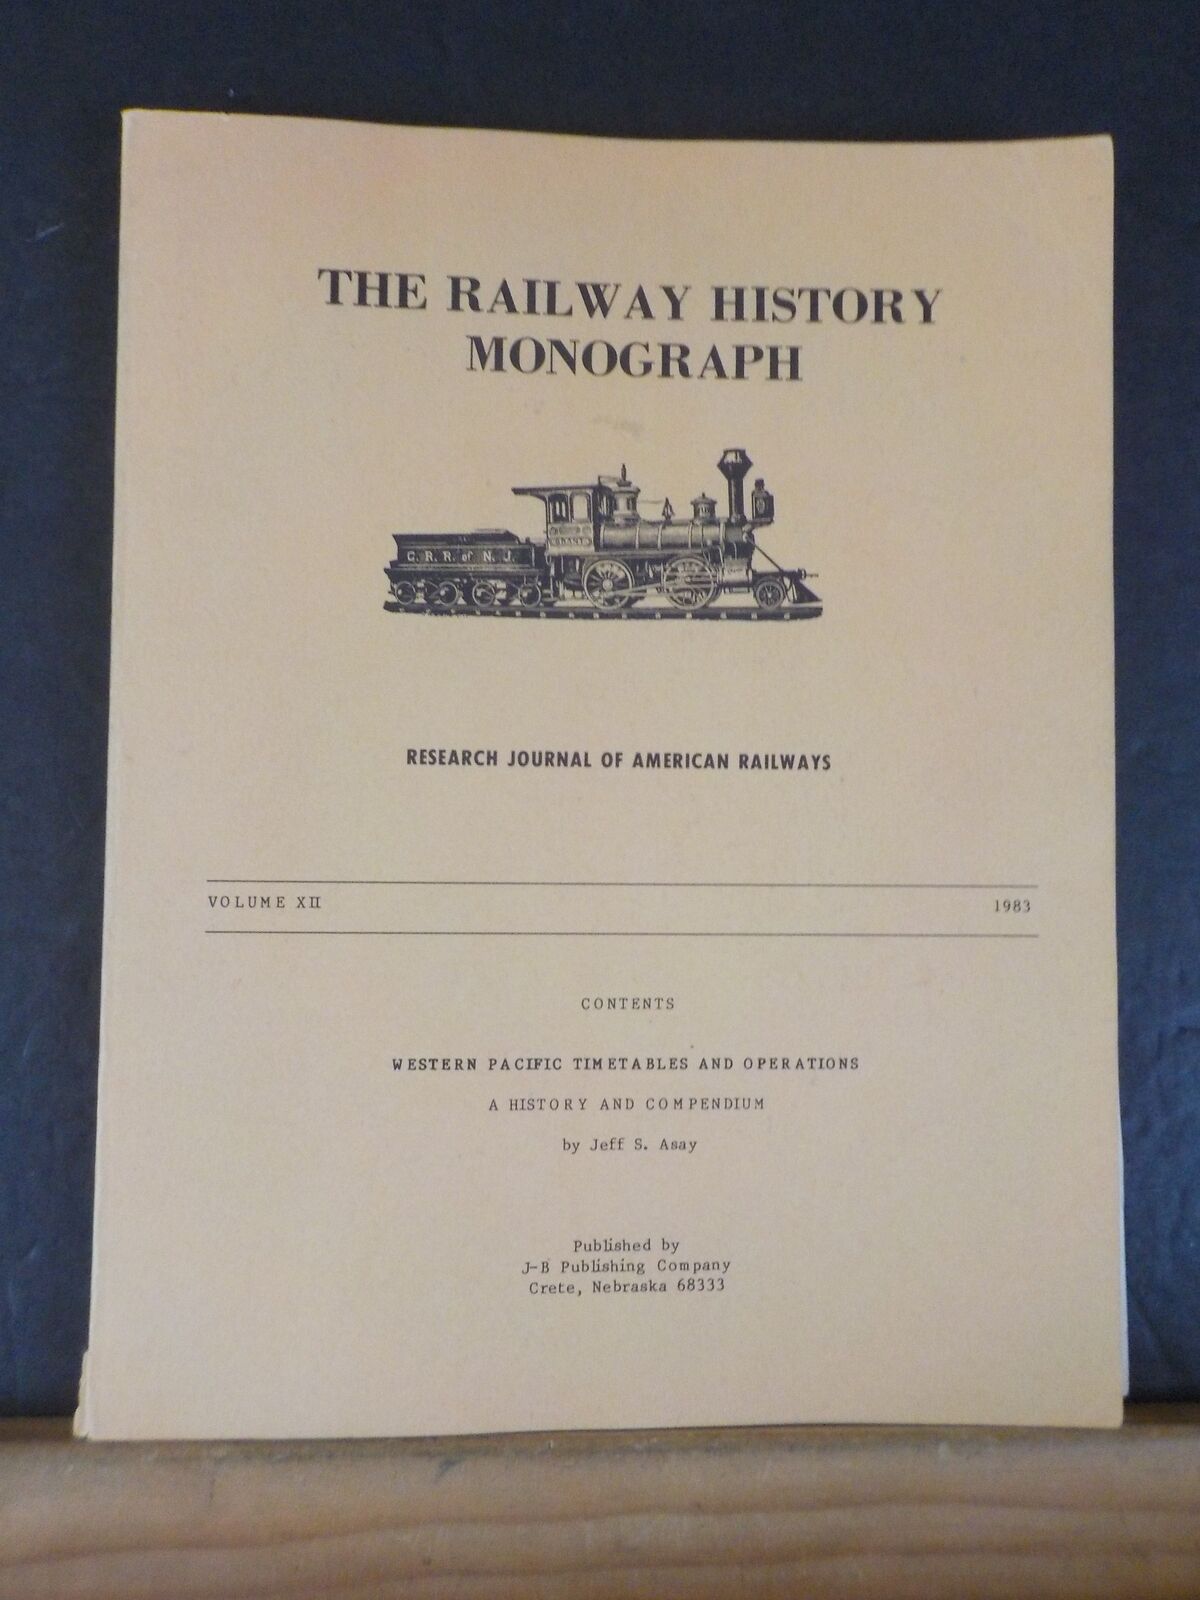 THE RAILWAY HISTORY
MONOGRAPH
C. R. R. of N. J.
GRANT
RESEARCH JOURNAL OF AMERICAN RAILWAYS
VOLUME XII 1983
CONTENTS
WESTERN PACIFIC TIMETABLES AND OPERATIONS
A HISTORY AND COMPENDIUM
by Jeff S. Asay
Published by
J-B Publishing Company
Crete, Nebraska 68333